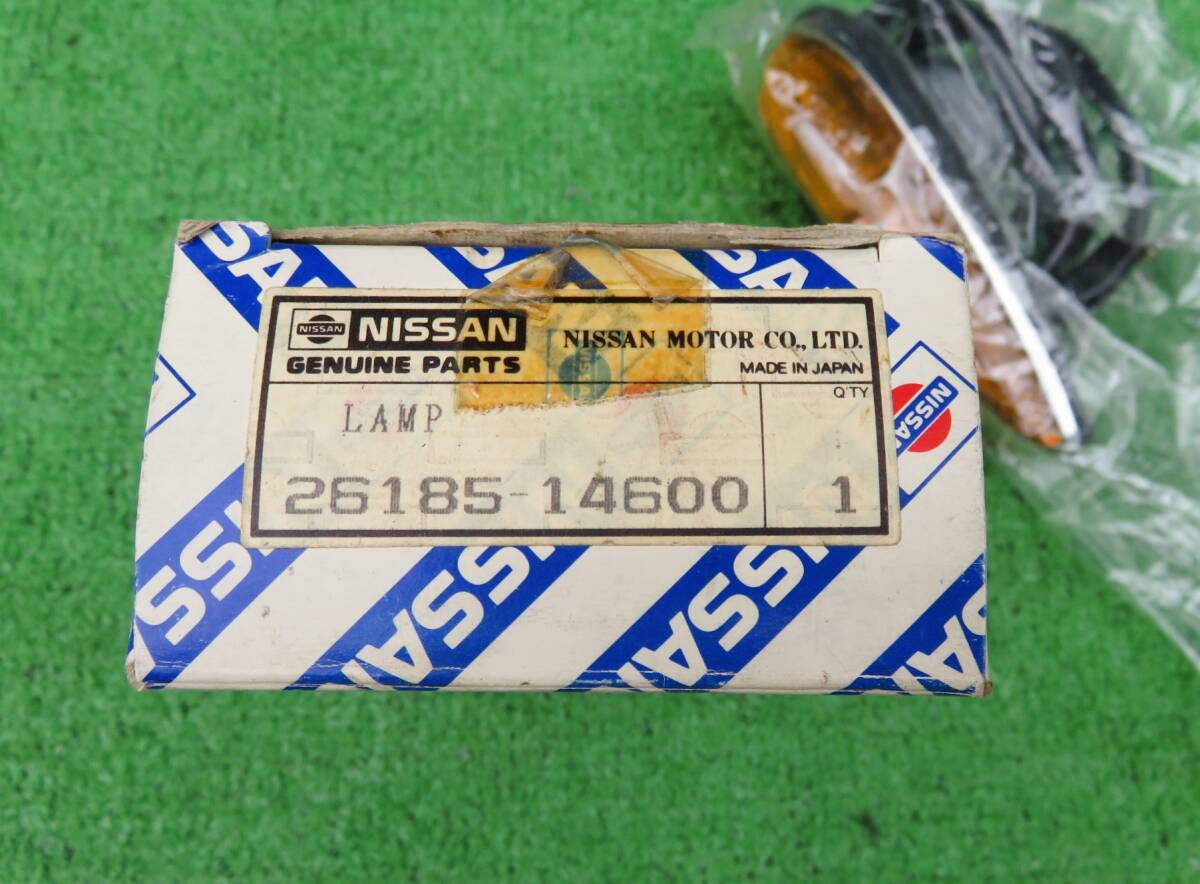 NISSAN NISSAN
GENUINE PARTS
NISSAN MOTOR CO., LTD.
MADE IN JAPAN
Q'TY
LAMP
26185-14600 1
NISSAN